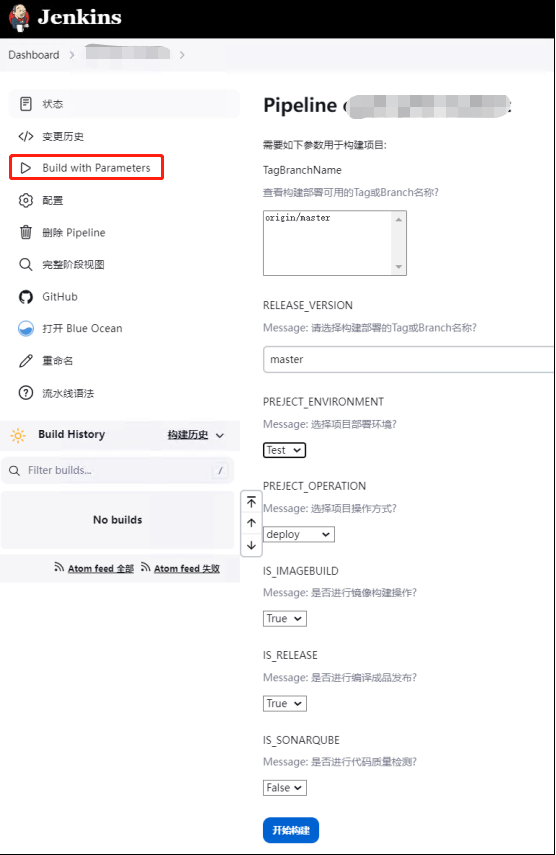 Jenkins
Dashboard
状态
变更历史
Build with Parameters
配置
删除 Pipeline
完整阶段视图
GitHub
打开 Blue Ocean
重命名
流水线语法
Build History 构建历史
Filter builds... /
No builds
Atom feed 全部 Atom feed 失败
Pipeline
需要如下参数用于构建项目:
TagBranchName
查看构建部署可用的Tag或Branch名称?
origin/master
RELEASE_VERSION
Message: 请选择构建部署的Tag或Branch名称?
master
PREJECT_ENVIRONMENT
Message: 选择项目部署环境?
Test
PREJECT_OPERATION
Message: 选择项目操作方式?
deploy
IS_IMAGEBUILD
Message: 是否进行镜像构建操作?
True
IS_RELEASE
Message: 是否进行编译成品发布?
True
IS_SONARQUBE
Message: 是否进行代码质量检测?
False
开始构建